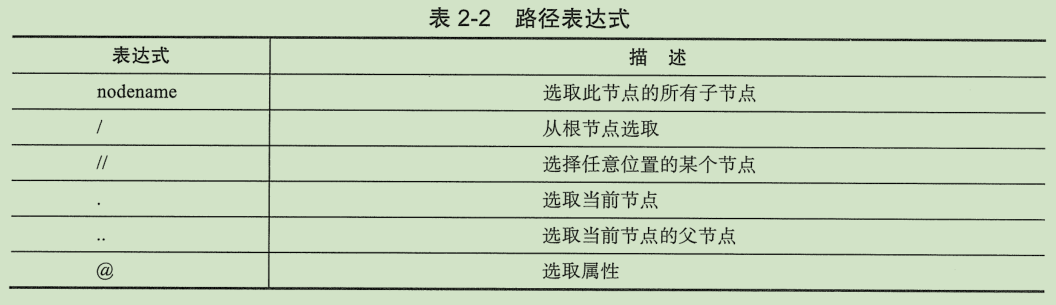 表 2-2 路径表达式
表达式 描 述
nodename 选取此节点的所有子节点
/ 从根节点选取
// 选择任意位置的某个节点
. 选取当前节点
.. 选取当前节点的父节点
@ 选取属性